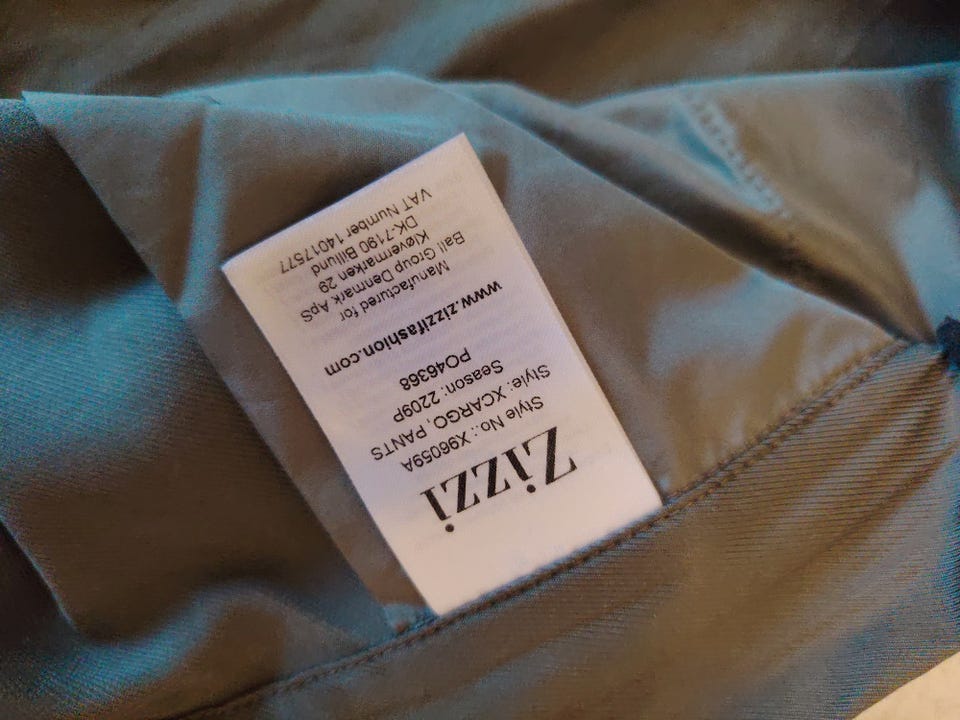 Zizzi
Style No.: X96059A
Style: XCARGO, PANTS
Season: 2209P
PO46368
www.zizzifashion.com
Manufactured for
Ball Group Denmark ApS
Kløvermarken 29
DK-7190 Billund
VAT Number 14017577